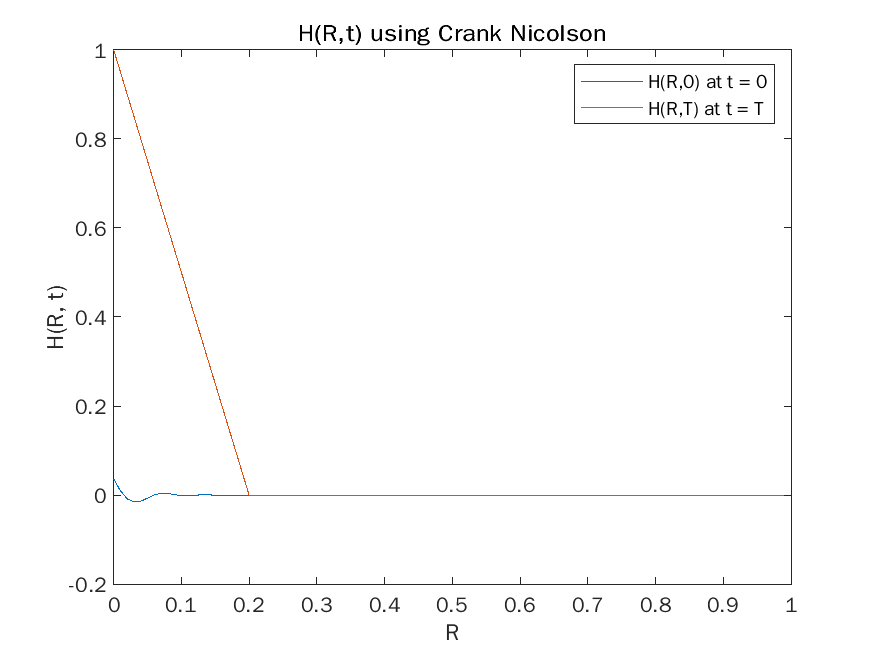 H(R,t) using Crank Nicolson
H(R,0) at t = 0
H(R,T) at t = T
1
0.8
0.6
0.4
0.2
0
-0.2
H(R, t)
0 0.1 0.2 0.3 0.4 0.5 0.6 0.7 0.8 0.9 1
R